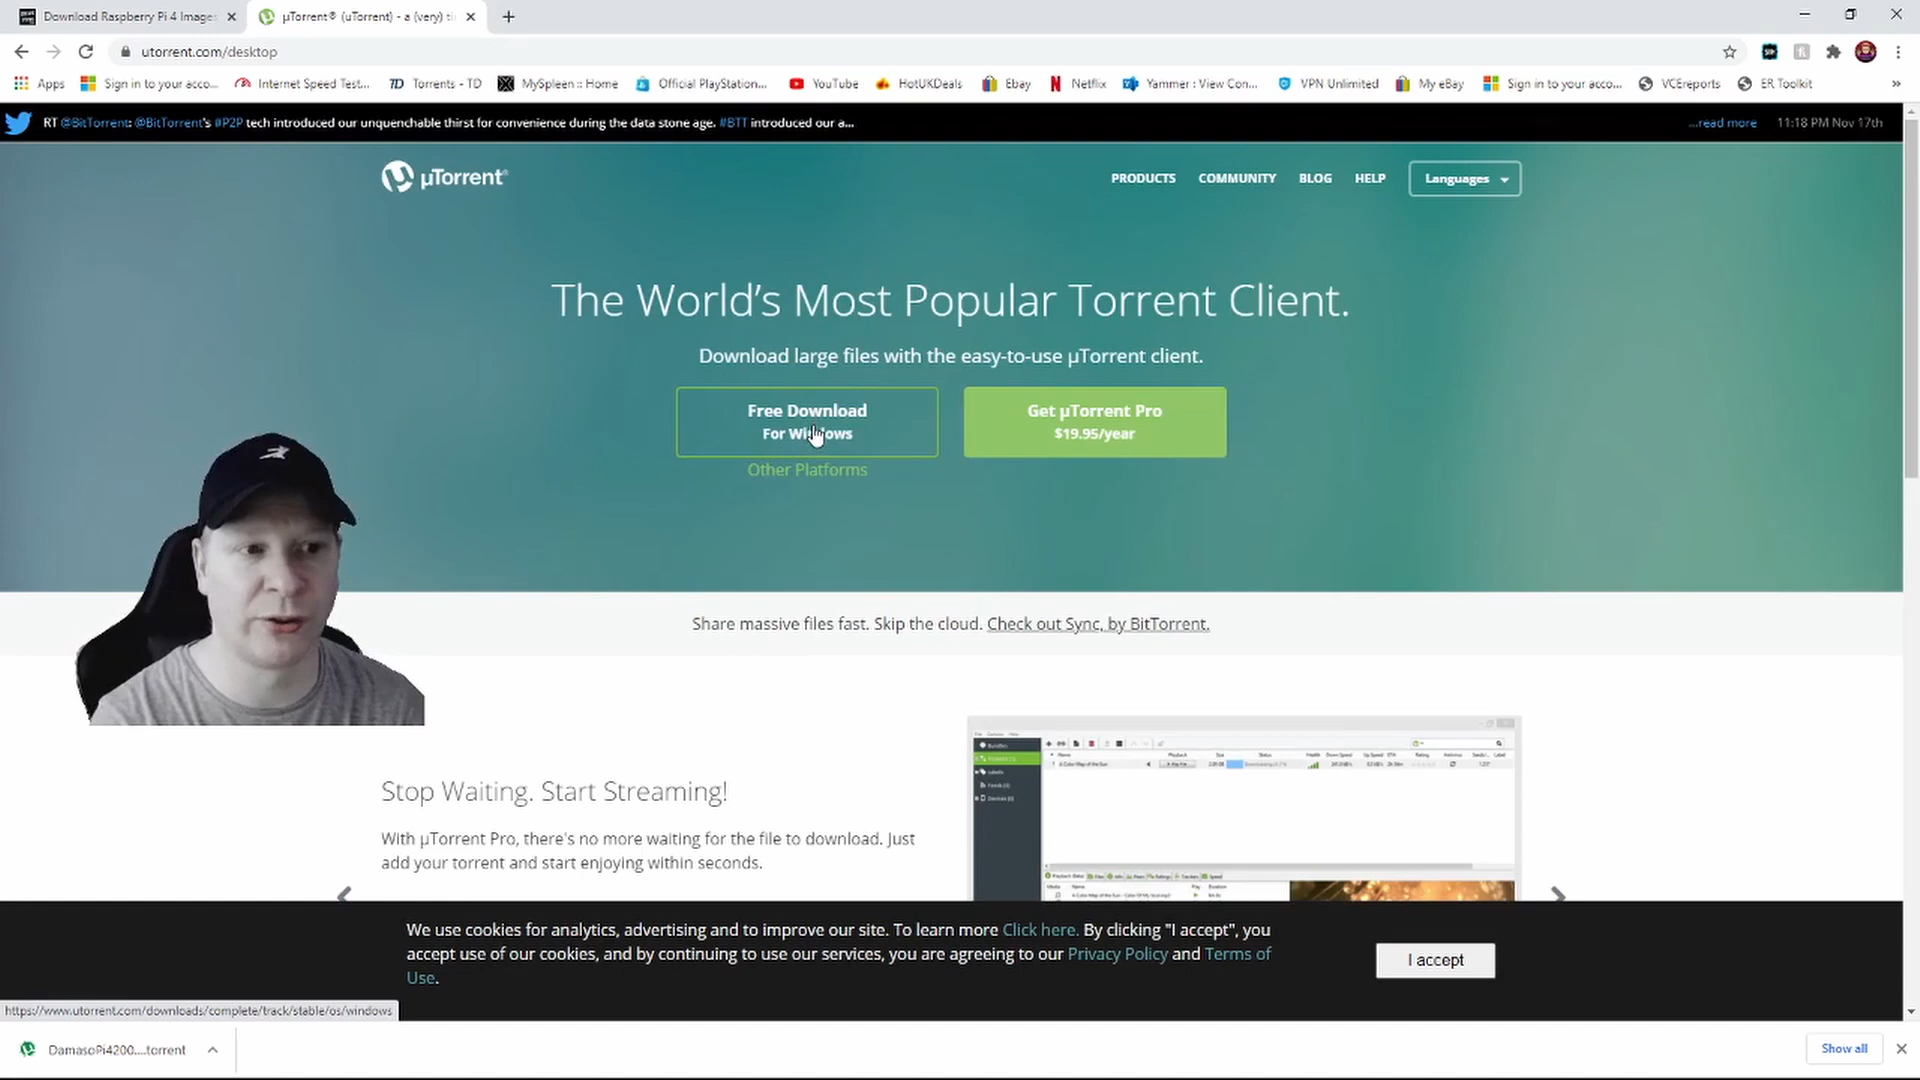 Download Raspberry Pi 4 Images
µTorrent® (uTorrent) - a (very) ti
utorrent.com/desktop
Apps
Sign in to your acco...
Internet Speed Test...
Torrents - TD
MySpleen :: Home
Official PlayStation...
YouTube
HotUKDeals
Ebay
Netflix
Yammer : View Con...
VPN Unlimited
My eBay
Sign in to your acco...
VCEreports
ER Toolkit
»
RT @BitTorrent: @BitTorrent's #P2P tech introduced our unquenchable thirst for convenience during the data stone age. #BTT introduced our a...
...read more
11:18 PM Nov 17th
µTorrent®
PRODUCTS
COMMUNITY
BLOG
HELP
Languages
The World's Most Popular Torrent Client.
Download large files with the easy-to-use µTorrent client.
Free Download
For Windows
Get µTorrent Pro
$19.95/year
Other Platforms
Share massive files fast. Skip the cloud. Check out Sync, by BitTorrent.
Stop Waiting. Start Streaming!
With µTorrent Pro, there's no more waiting for the file to download. Just
add your torrent and start enjoying within seconds.
We use cookies for analytics, advertising and to improve our site. To learn more Click here. By clicking "I accept", you
accept use of our cookies, and by continuing to use our services, you are agreeing to our Privacy Policy and Terms of
Use.
I accept
https://www.utorrent.com/downloads/complete/track/stable/os/windows
DamasoPi4200....torrent
Show all